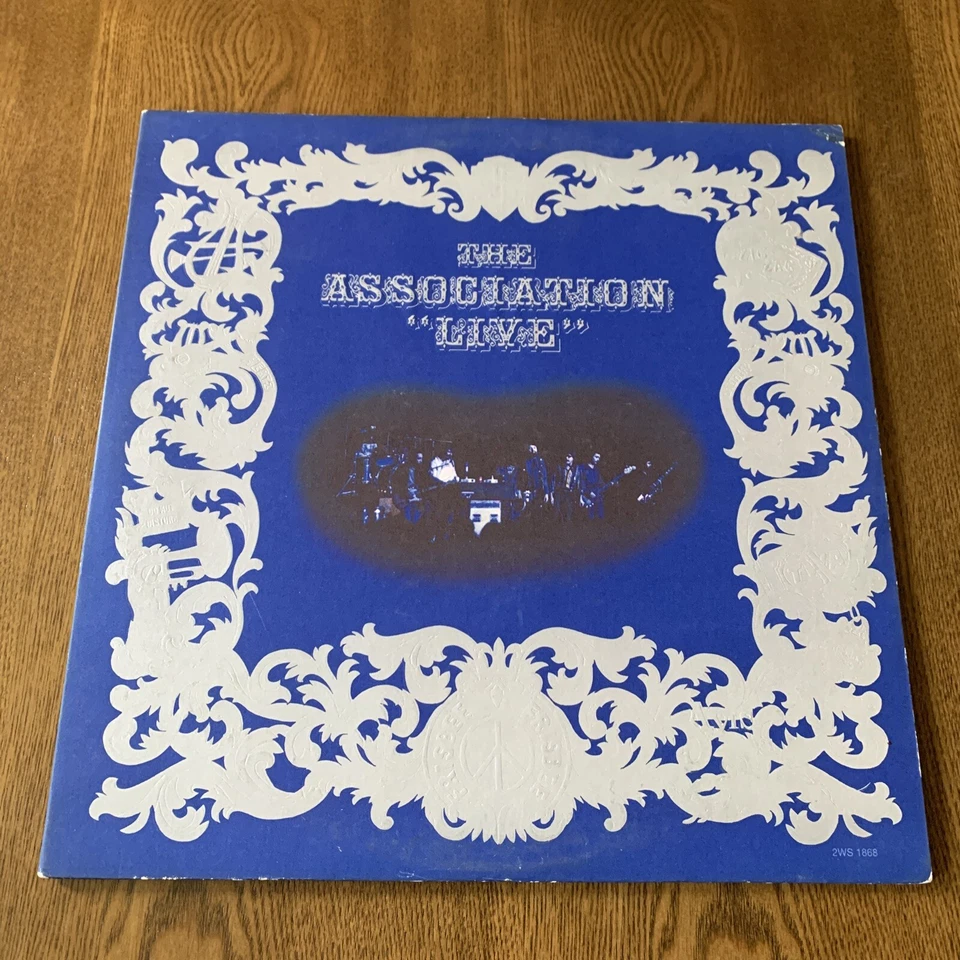 THE
ASSOCIATION
“LIVE”
2WS 1868